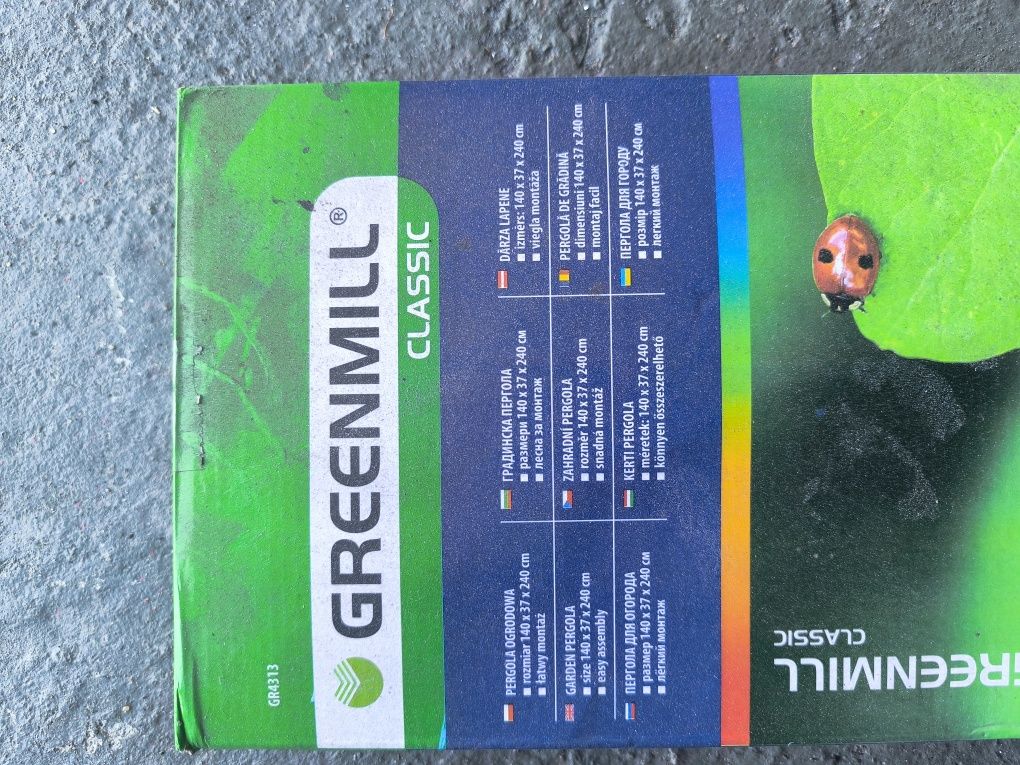 GR4313
GREENMILL®
CLASSIC
PERGOLA OGRODOWA
■ rozmiar 140 x 37 x 240 cm
■ łatwy montaż
GARDEN PERGOLA
■ size 140 x 37 x 240 cm
■ easy assembly
ПЕРГОЛА ДЛЯ ОГОРОДА
■ размер 140 x 37 x 240 см
■ лёгкий монтаж
ГРАДИНСКА ПЕРГОЛА
■ размери 140 x 37 x 240 см
■ лесна за монтаж
ZAHRADNÍ PERGOLA
■ rozměr 140 x 37 x 240 cm
■ snadná montáž
KERTI PERGOLA
■ méretek: 140 x 37 x 240 cm
■ könnyen összeszerelhető
DĀRZA LAPENE
■ izmērs: 140 x 37 x 240 cm
■ viegla montāža
PERGOLĂ DE GRĂDINĂ
■ dimensiuni 140 x 37 x 240 cm
■ montaj facil
ПЕРГОЛА ДЛЯ ГОРОДУ
■ розмір 140 x 37 x 240 см
■ легкий монтаж
GREENMILL
CLASSIC